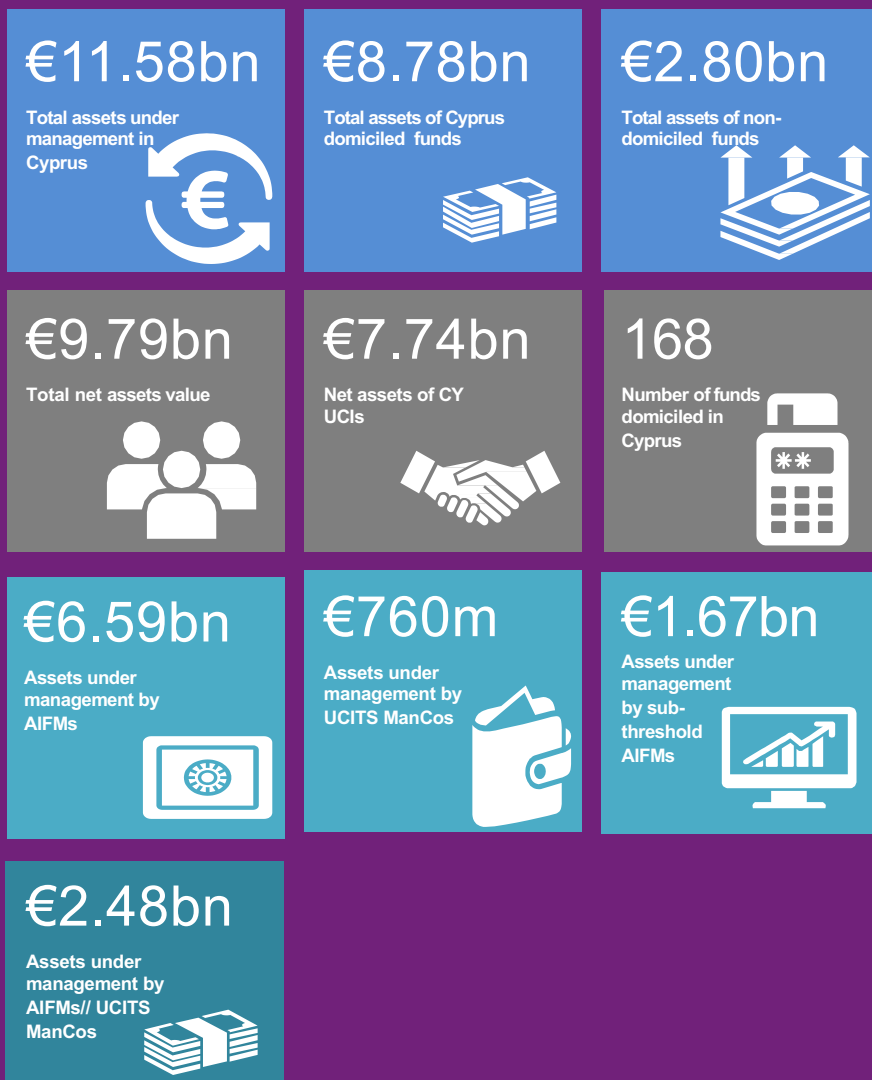 €11.58bn
Total assets under
management in
Cyprus
€
€8.78bn
Total assets of Cyprus
domiciled funds
€2.80bn
Total assets of non-
domiciled funds
€9.79bn
Total net assets value
€7.74bn
Net assets of CY
UCIs
168
Number of funds
domiciled in
Cyprus
**
€6.59bn
Assets under
management by
AIFMs
€760m
Assets under
management by
UCITS ManCos
€1.67bn
Assets under
management
by sub-
threshold
AIFMs
€2.48bn
Assets under
management by
AIFMs// UCITS
ManCos